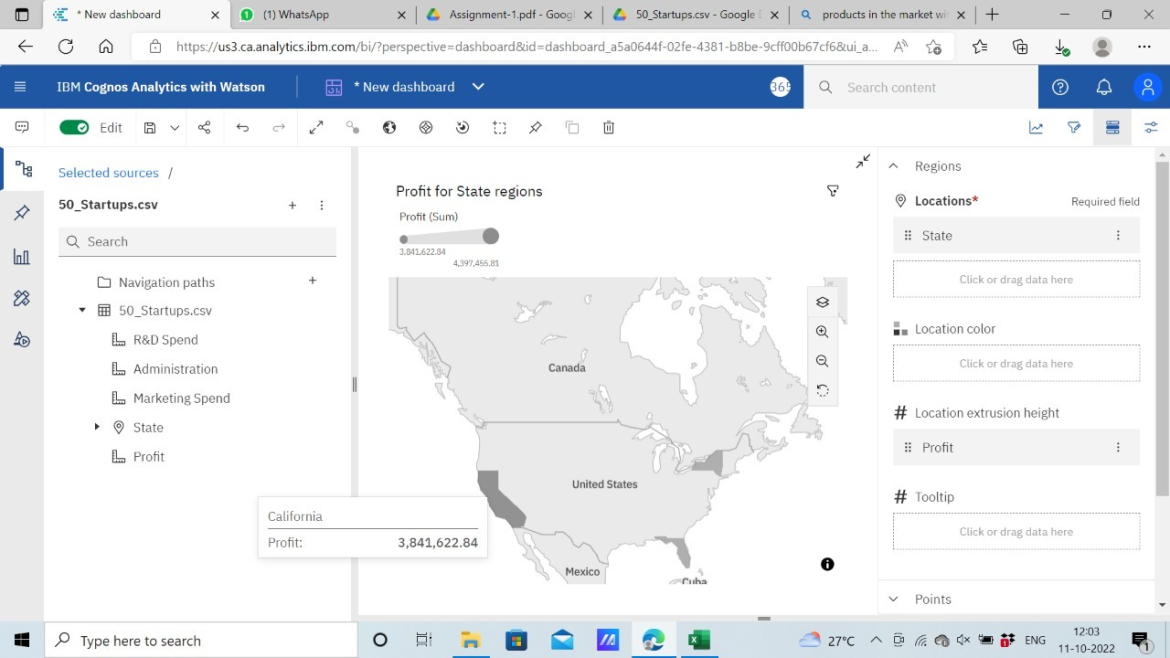 * New dashboard
(1) WhatsApp
Assignment-1.pdf - Googl
50_Startups.csv - Google D
products in the market wi
https://us3.ca.analytics.ibm.com/bi/?perspective=dashboard&id=dashboard_a5a0644f-02fe-4381-b8be-9cff00b67cf6&ui_a...
IBM Cognos Analytics with Watson
* New dashboard
365
Search content
Edit
Selected sources /
50_Startups.csv
Search
Navigation paths
50_Startups.csv
R&D Spend
Administration
Marketing Spend
State
Profit
Profit for State regions
Profit (Sum)
3,841,622.84
4,397,455.81
Canada
United States
Mexico
Cuba
California
Profit: 3,841,622.84
Regions
Locations* Required field
State
Click or drag data here
Location color
Click or drag data here
# Location extrusion height
Profit
# Tooltip
Click or drag data here
Points
Type here to search
27°C
ENG
12:03
11-10-2022
1